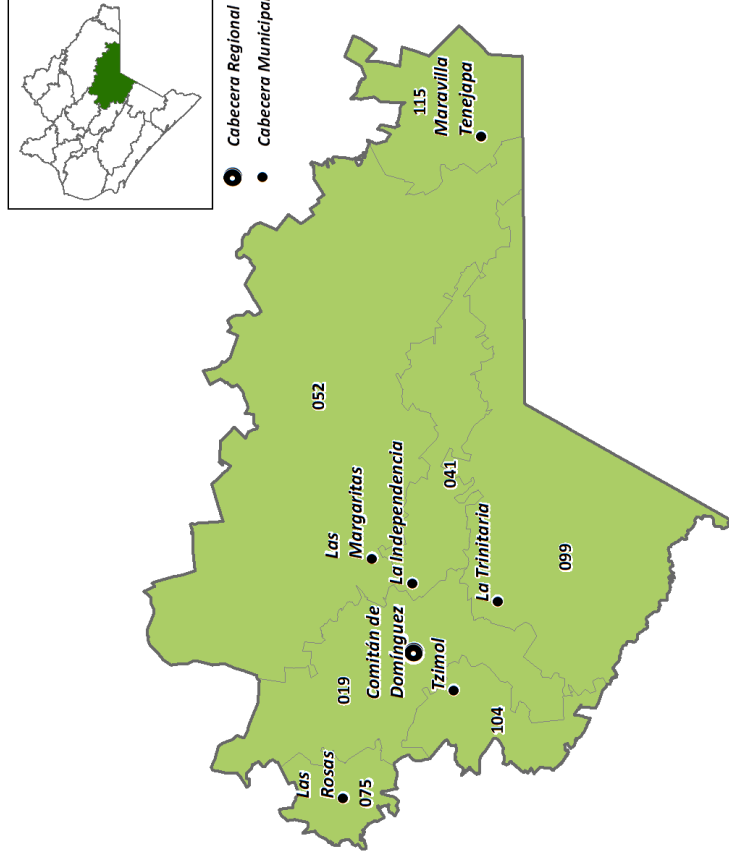 Cabecera Regional
Cabecera Municipal
115
Maravilla
Tenejapa
052
Las
Margaritas
La Independencia
041
La Trinitaria
099
Comitán de
Domínguez
019
Tzimol
104
Las
Rosas
075